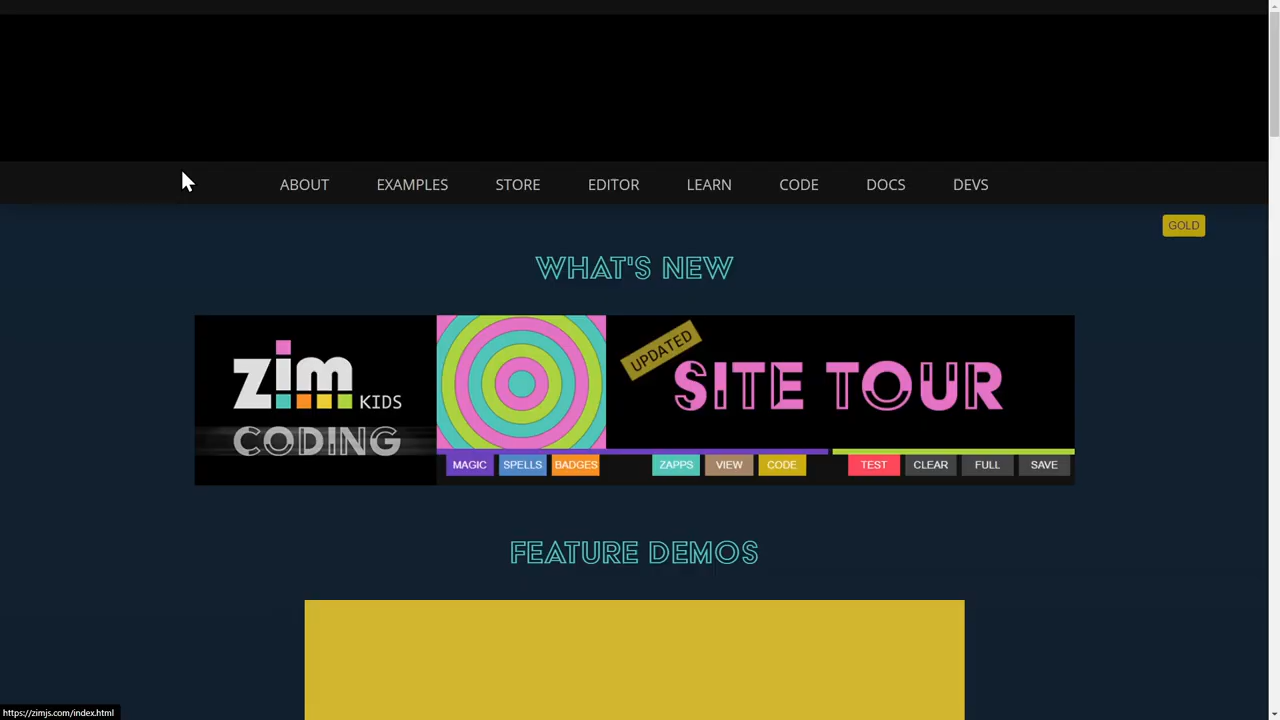 ABOUT EXAMPLES STORE EDITOR LEARN CODE DOCS DEVS
GOLD
WHAT'S NEW
zim KIDS
CODING
UPDATED
SITE TOUR
MAGIC SPELLS BADGES ZAPPS VIEW CODE TEST CLEAR FULL SAVE
FEATURE DEMOS
https://zimjs.com/index.html